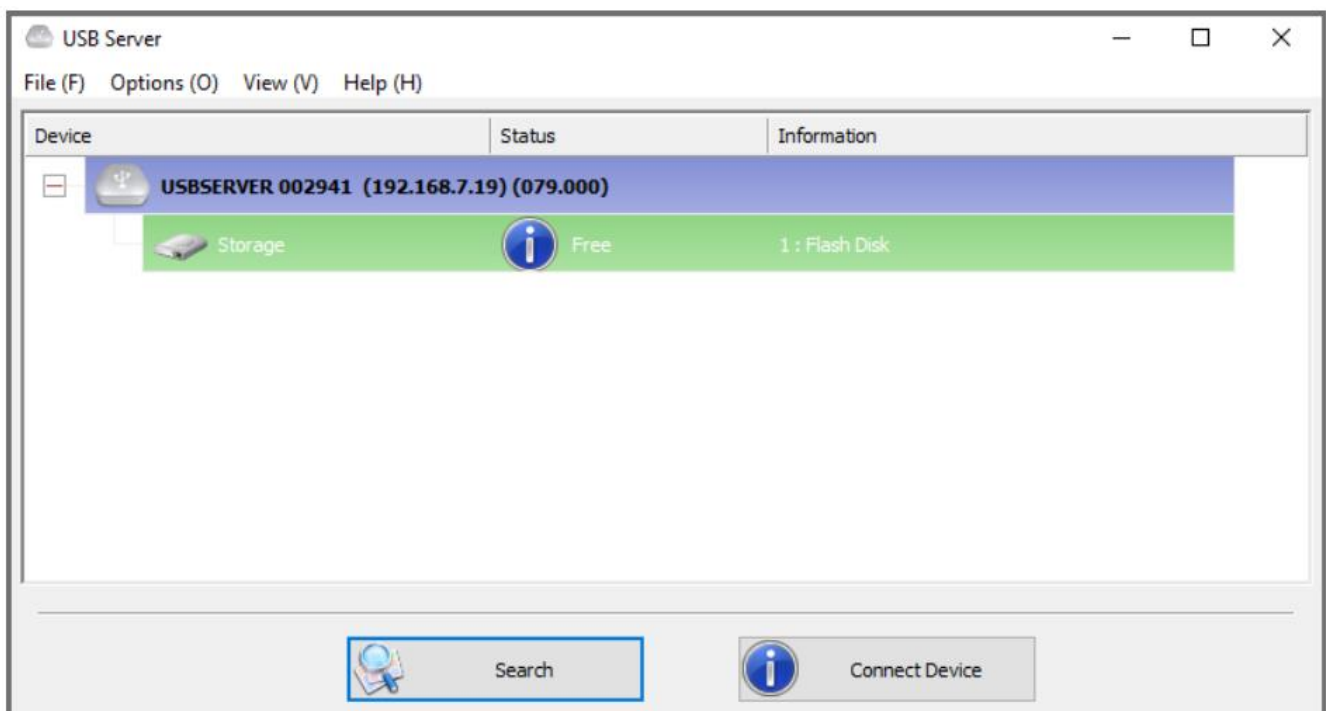 USB Server
File (F) Options (O) View (V) Help (H)
Device Status Information
USBSERVER 002941 (192.168.7.19) (079.000)
Storage Free 1 : Flash Disk
Search Connect Device